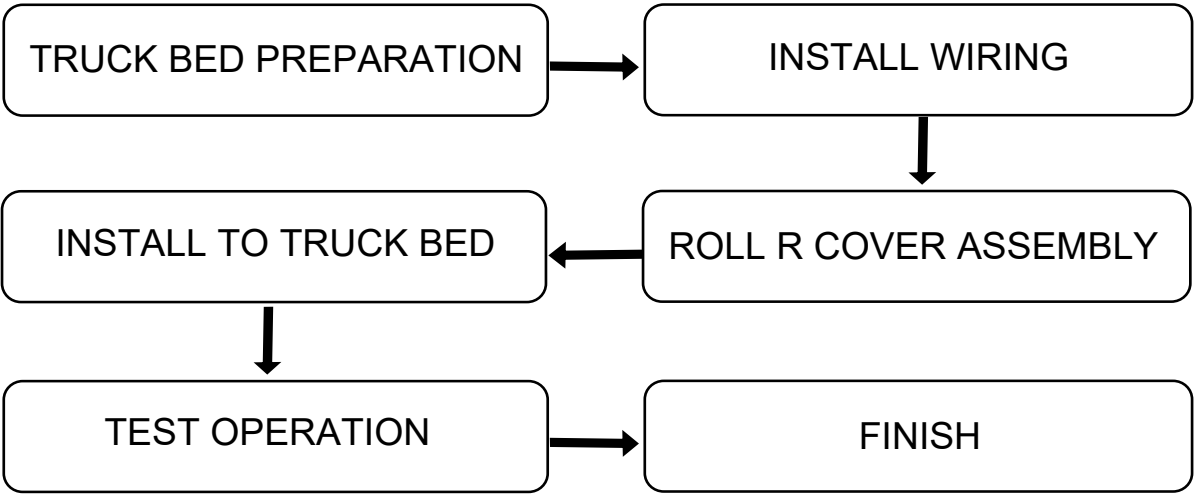 TRUCK BED PREPARATION
INSTALL WIRING
ROLL R COVER ASSEMBLY
INSTALL TO TRUCK BED
TEST OPERATION
FINISH